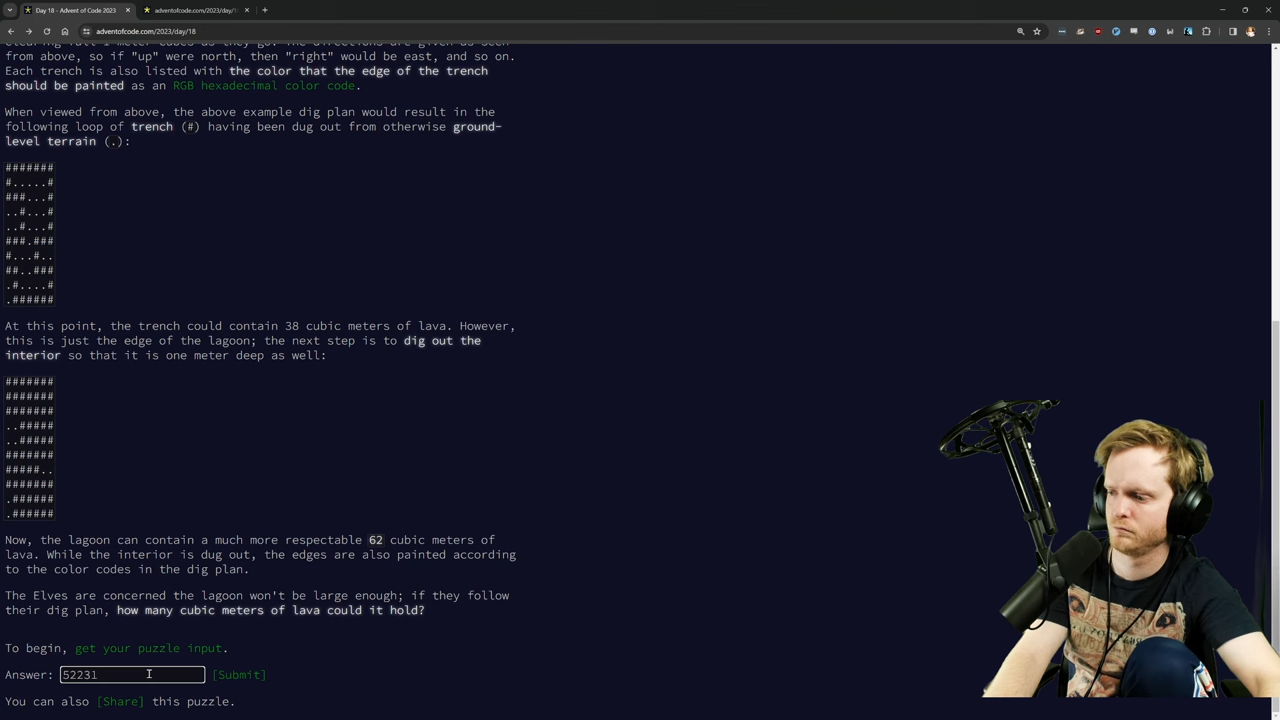 Day 18 - Advent of Code 2023
adventofcode.com/2023/day/
adventofcode.com/2023/day/18
from above, so if "up" were north, then "right" would be east, and so on.
Each trench is also listed with the color that the edge of the trench
should be painted as an RGB hexadecimal color code.
When viewed from above, the above example dig plan would result in the
following loop of trench (#) having been dug out from otherwise ground-
level terrain (.):
#######
#.....#
###...#
..#...#
..#...#
###.###
#...#..
##..###
.#....#
.######
At this point, the trench could contain 38 cubic meters of lava. However,
this is just the edge of the lagoon; the next step is to dig out the
interior so that it is one meter deep as well:
#######
#######
#######
..#####
..#####
#######
#####..
#######
.######
.######
Now, the lagoon can contain a much more respectable 62 cubic meters of
lava. While the interior is dug out, the edges are also painted according
to the color codes in the dig plan.
The Elves are concerned the lagoon won't be large enough; if they follow
their dig plan, how many cubic meters of lava could it hold?
To begin, get your puzzle input.
Answer: 52231 [Submit]
You can also [Share] this puzzle.